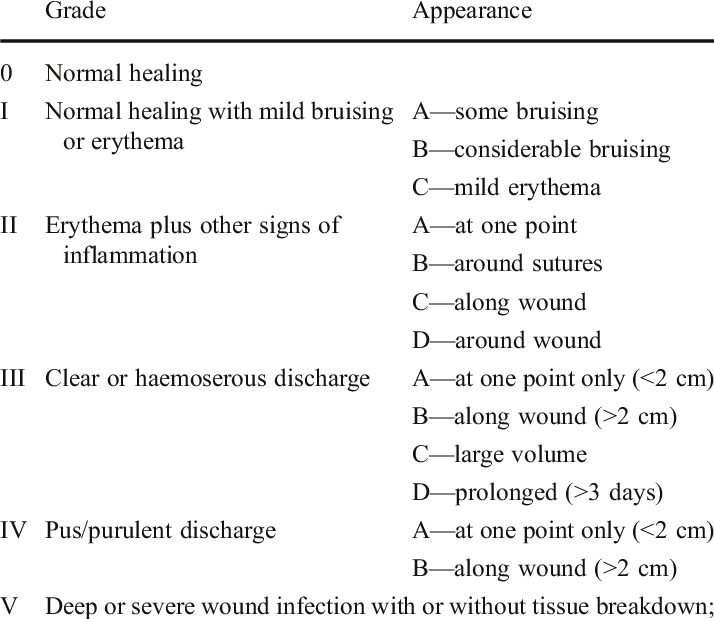 Grade Appearance
0 Normal healing
I Normal healing with mild bruising A—some bruising
or erythema B—considerable bruising
C—mild erythema
II Erythema plus other signs of A—at one point
inflammation B—around sutures
C—along wound
D—around wound
III Clear or haemoserous discharge A—at one point only (<2 cm)
B—along wound (>2 cm)
C—large volume
D—prolonged (>3 days)
IV Pus/purulent discharge A—at one point only (<2 cm)
B—along wound (>2 cm)
V Deep or severe wound infection with or without tissue breakdown;